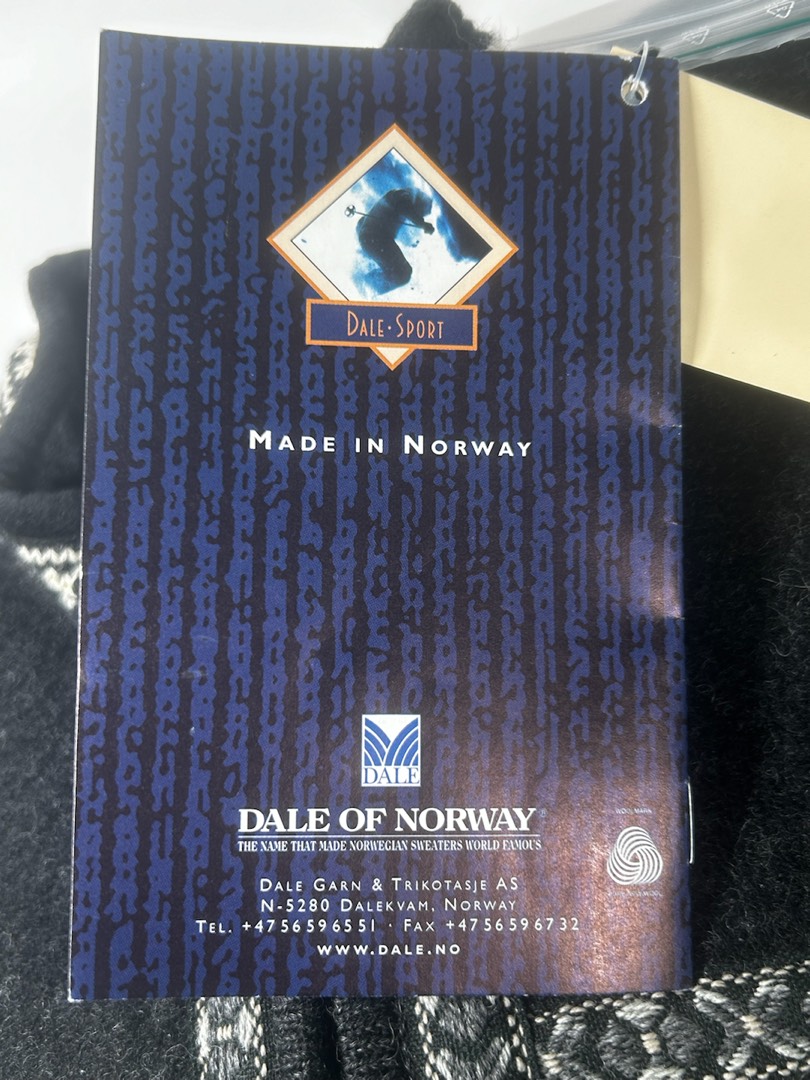 DALE·SPORT
MADE IN NORWAY
DALE
DALE OF NORWAY®
THE NAME THAT MADE NORWEGIAN SWEATERS WORLD FAMOUS
WOOLMARK
DALE GARN & TRIKOTASJE AS
N-5280 DALEKVAM, NORWAY
TEL. +4756596551 · FAX +4756596732
WWW.DALE.NO